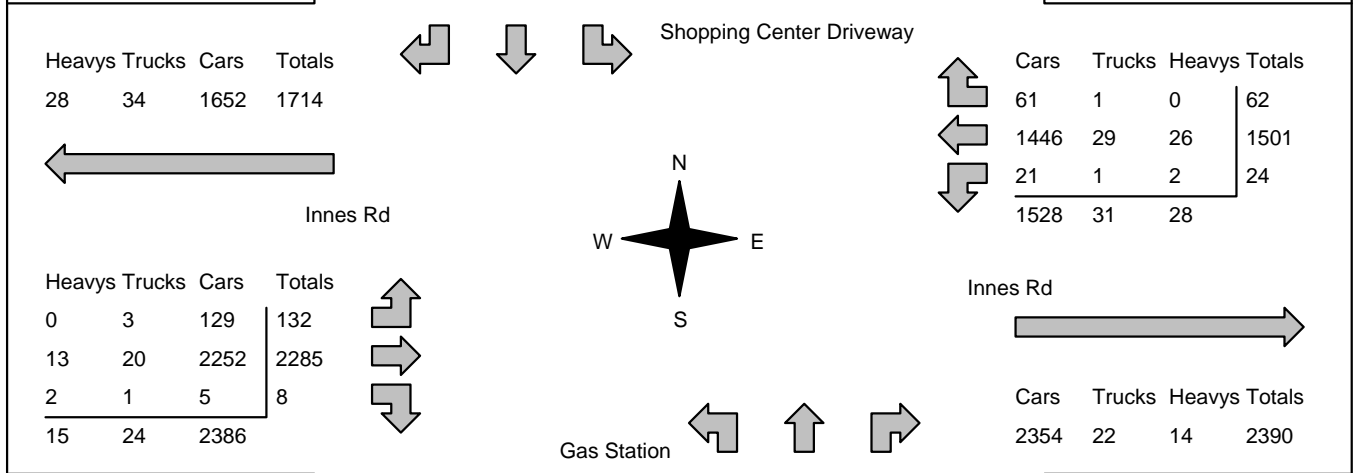 Shopping Center Driveway
Heavys Trucks Cars Totals
28 34 1652 1714
Cars Trucks Heavys Totals
61 1 0 62
1446 29 26 1501
21 1 2 24
1528 31 28
Innes Rd
N
W E
S
Heavys Trucks Cars Totals
0 3 129 132
13 20 2252 2285
2 1 5 8
15 24 2386
Innes Rd
Gas Station
Cars Trucks Heavys Totals
2354 22 14 2390